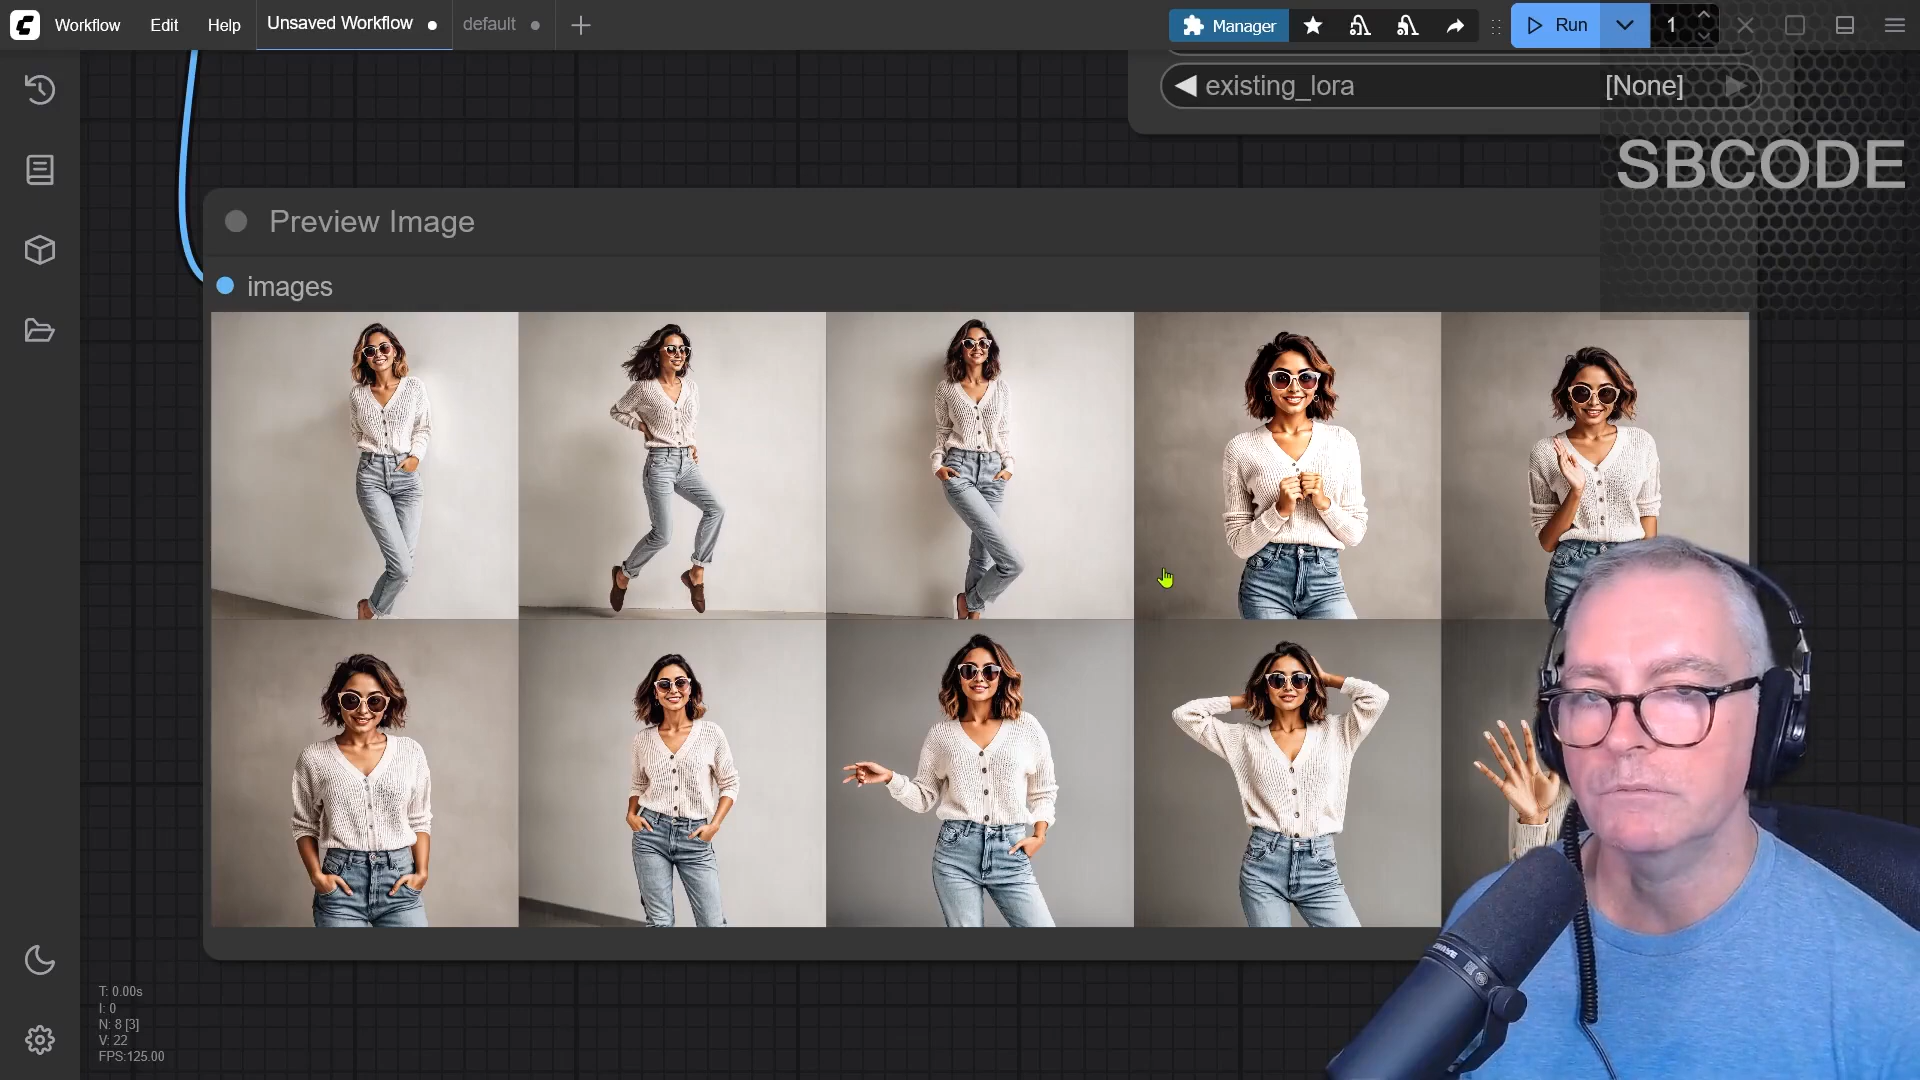 Workflow
Edit
Help
Unsaved Workflow
default
Manager
Run
1
existing_lora
[None]
SBCODE
Preview Image
images
T: 0.00s
I: 0
N: 8 [3]
V: 22
FPS:125.00